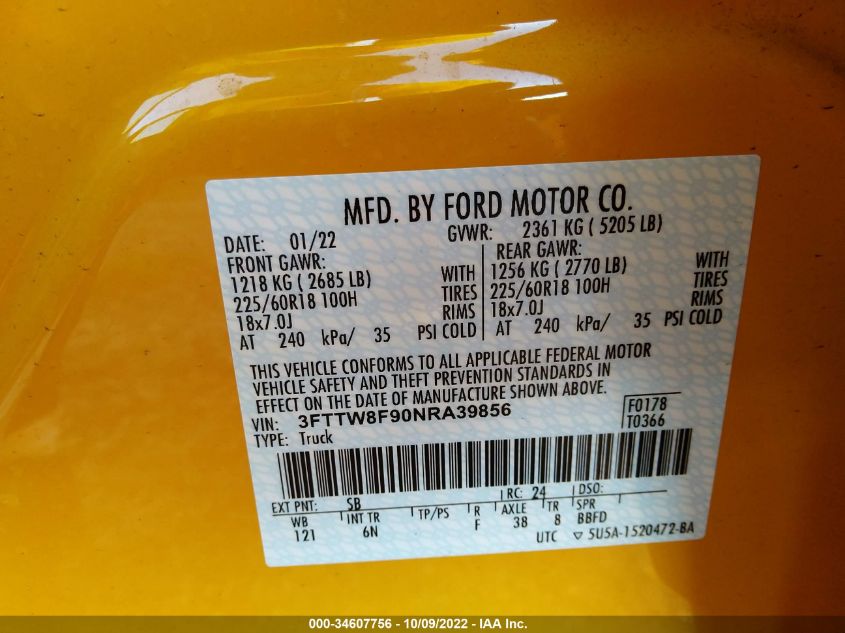 MFD. BY FORD MOTOR CO.
DATE: 01/22 GVWR: 2361 KG ( 5205 LB)
FRONT GAWR:
1218 KG ( 2685 LB) WITH
225/60R18 100H TIRES
18x7.0J RIMS
AT 240 kPa/ 35 PSI COLD
REAR GAWR:
1256 KG ( 2770 LB) WITH
225/60R18 100H TIRES
18x7.0J RIMS
AT 240 kPa/ 35 PSI COLD
THIS VEHICLE CONFORMS TO ALL APPLICABLE FEDERAL MOTOR
VEHICLE SAFETY AND THEFT PREVENTION STANDARDS IN
EFFECT ON THE DATE OF MANUFACTURE SHOWN ABOVE.
VIN: 3FTTW8F90NRA39856
TYPE: Truck
F0178
T0366
EXT PNT: SB RC: 24 DSO:
WB INT TR TP/PS R AXLE TR SPR
121 6N F 38 8 BBFD
UTC ▽ 5U5A-1520472-BA
000-34607756 - 10/09/2022 - IAA Inc.